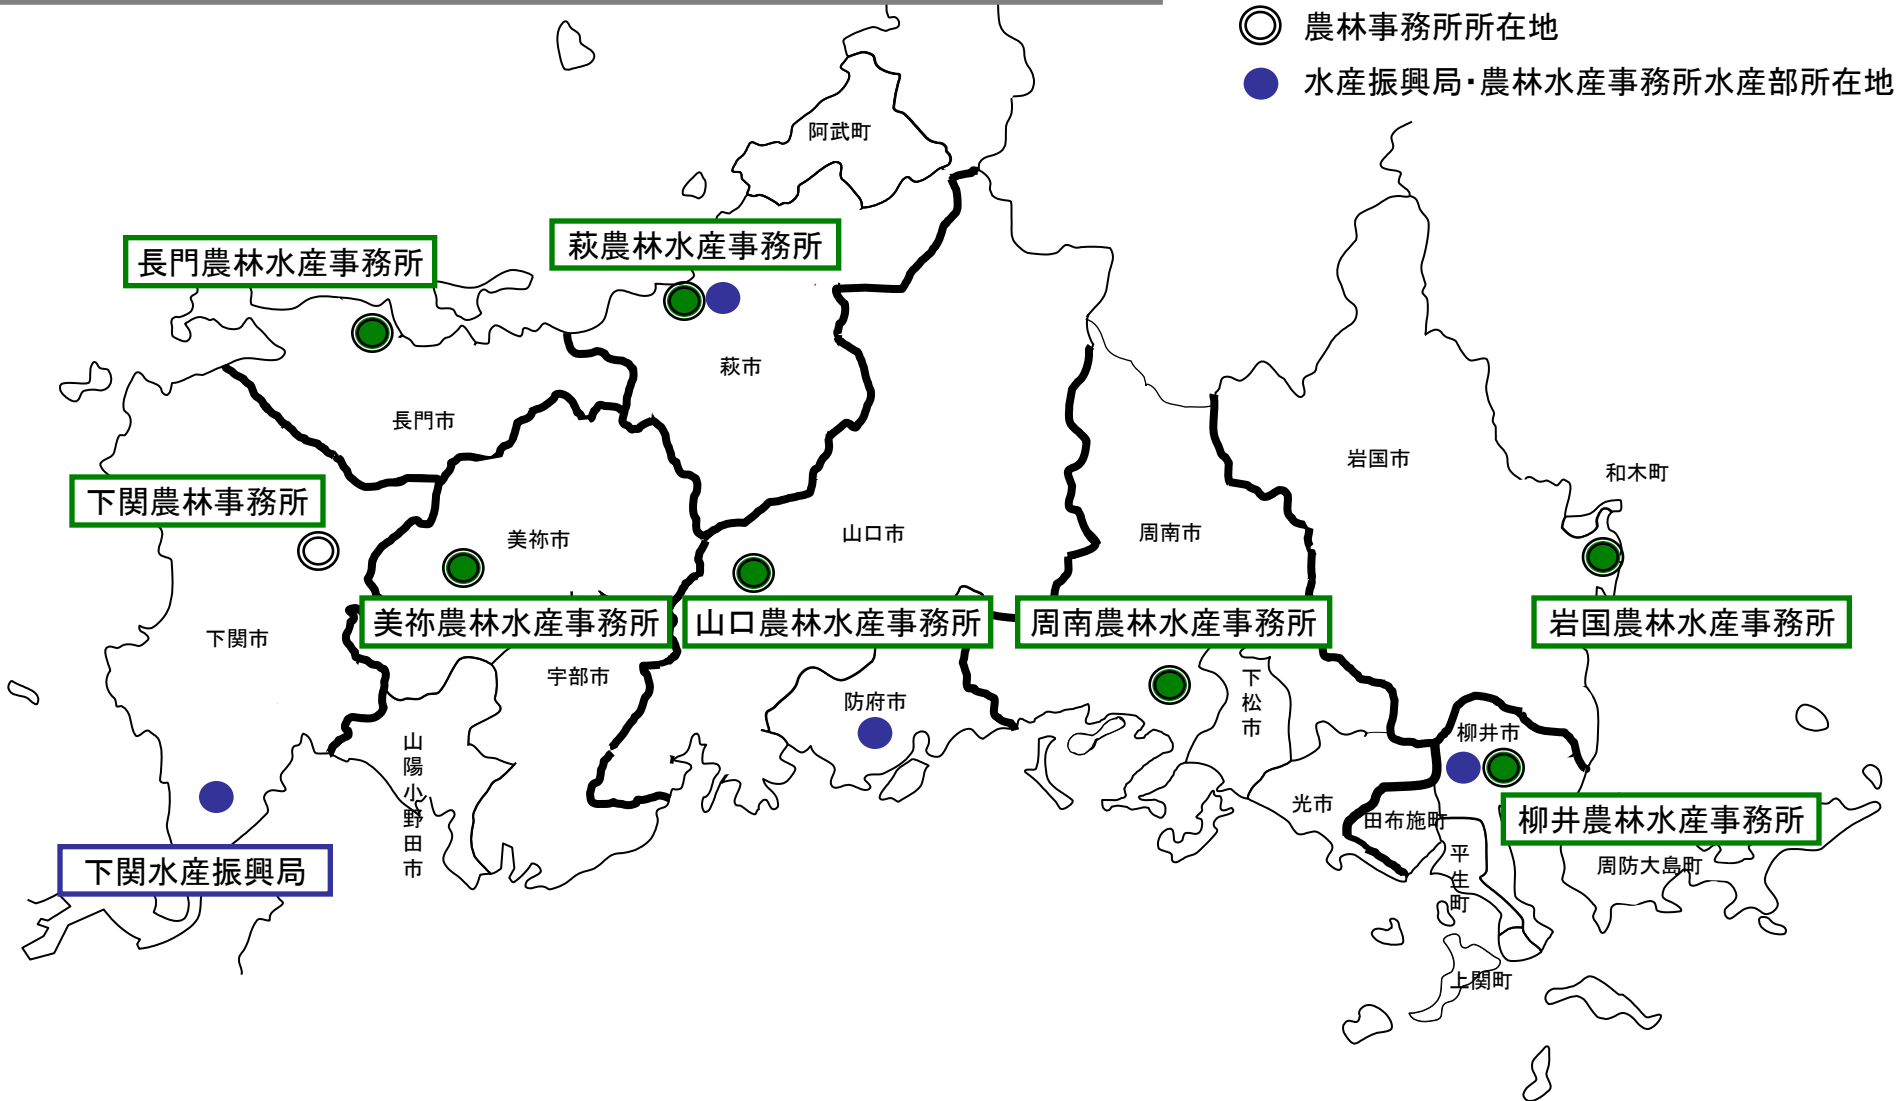 農林事務所所在地
水産振興局・農林水産事務所水産部所在地
阿武町
萩農林水産事務所
長門農林水産事務所
萩市
長門市
岩国市
和木町
下関農林事務所
美祢市
山口市
周南市
下関市
美祢農林水産事務所
山口農林水産事務所
周南農林水産事務所
岩国農林水産事務所
宇部市
防府市
下松市
柳井市
山陽小野田市
光市
田布施町
柳井農林水産事務所
平生町
周防大島町
下関水産振興局
上関町